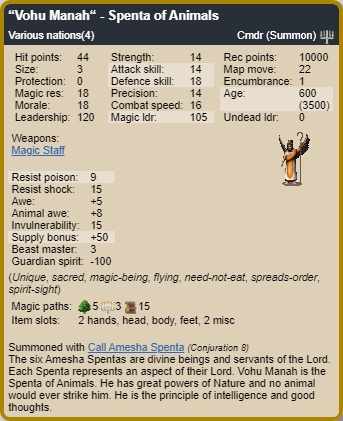 “Vohu Manah“ - Spenta of Animals
Various nations(4) Cmdr (Summon)
Hit points: 44 Strength: 14 Rec points: 10000
Size: 3 Attack skill: 14 Map move: 22
Protection: 0 Defence skill: 18 Encumbrance: 1
Magic res: 18 Precision: 14 Age: 600
Morale: 18 Combat speed: 16 (3500)
Leadership: 120 Magic ldr: 105 Undead ldr: 0
Weapons:
Magic Staff
Resist poison: 9
Resist shock: 15
Awe: +5
Animal awe: +8
Invulnerability: 15
Supply bonus: +50
Beast master: 3
Guardian spirit: -100
(Unique, sacred, magic-being, flying, need-not-eat, spreads-order,
spirit-sight)
Magic paths: 5 3 15
Item slots: 2 hands, head, body, feet, 2 misc
Summoned with Call Amesha Spenta (Conjuration 8)
The six Amesha Spentas are divine beings and servants of the Lord.
Each Spenta represents an aspect of their Lord. Vohu Manah is the
Spenta of Animals. He has great powers of Nature and no animal
would ever strike him. He is the principle of intelligence and good
thoughts.